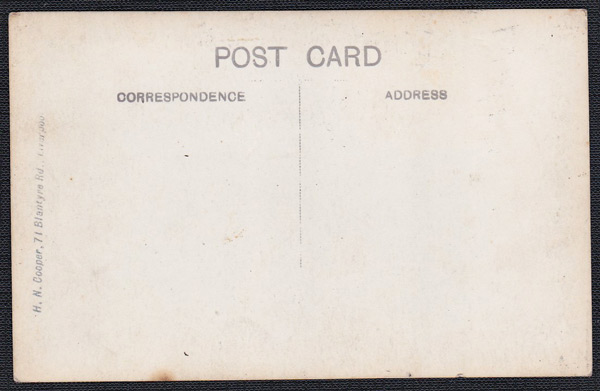 POST CARD
CORRESPONDENCE
ADDRESS
H. N. Cooper, 71 Blantyre Rd.